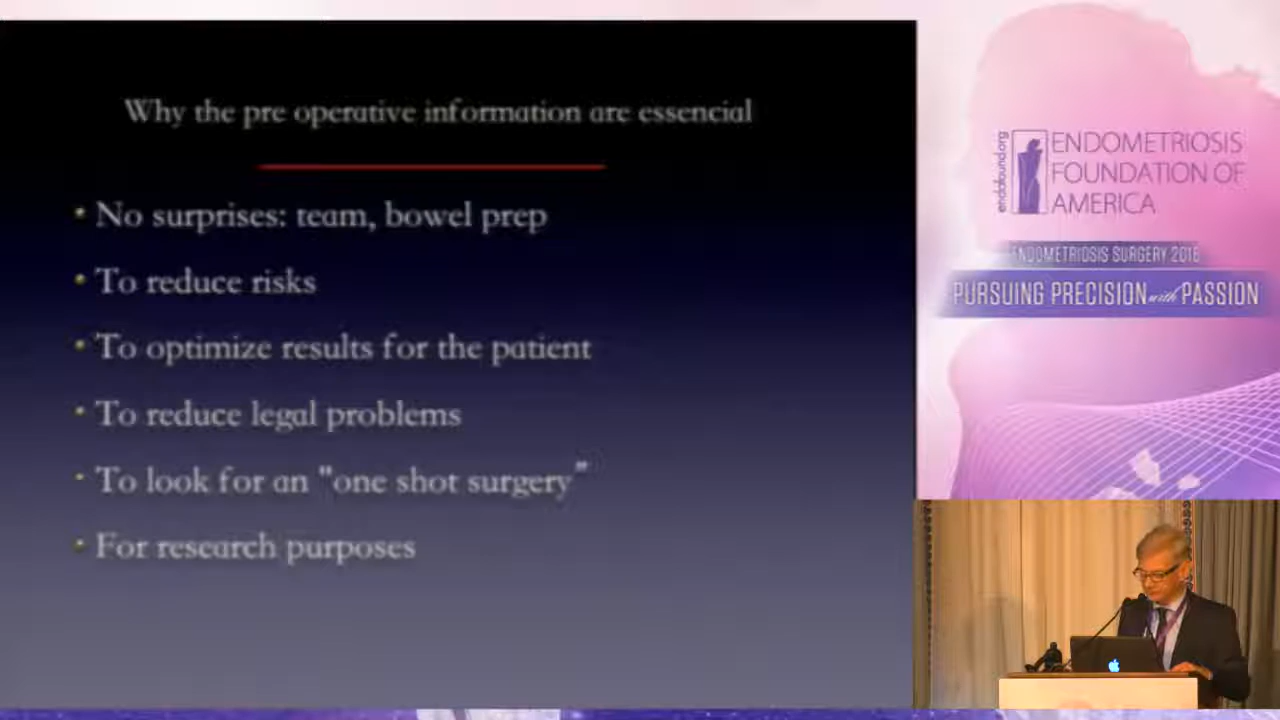 Why the pre operative information are essencial
• No surprises: team, bowel prep
• To reduce risks
• To optimize results for the patient
• To reduce legal problems
• To look for an "one shot surgery"
• For research purposes
endofound.org
ENDOMETRIOSIS
FOUNDATION OF
AMERICA
ENDOMETRIOSIS SURGERY 2016
PURSUING PRECISION with PASSION